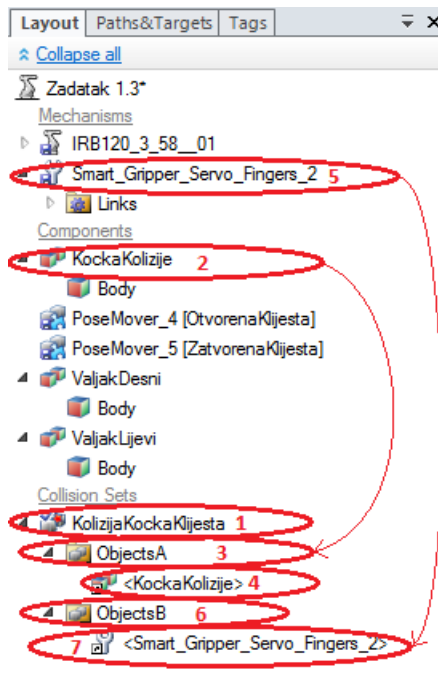 Layout Paths&Targets Tags
Collapse all
Zadatak 1.3*
Mechanisms
IRB120_3_58__01
Smart_Gripper_Servo_Fingers_2 5
Links
Components
KockaKolizije 2
Body
PoseMover_4 [OtvorenaKlijesta]
PoseMover_5 [ZatvorenaKlijesta]
ValjakDesni
Body
ValjakLijevi
Body
Collision Sets
KolizijaKockaKlijesta 1
ObjectsA 3
<KockaKolizije> 4
ObjectsB 6
7 <Smart_Gripper_Servo_Fingers_2>